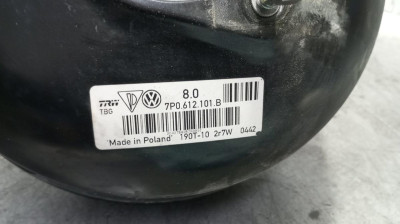 8.0
TRW 7P0.612.101.B
TBG
'Made in Poland' 190T-10 2r7W 0442